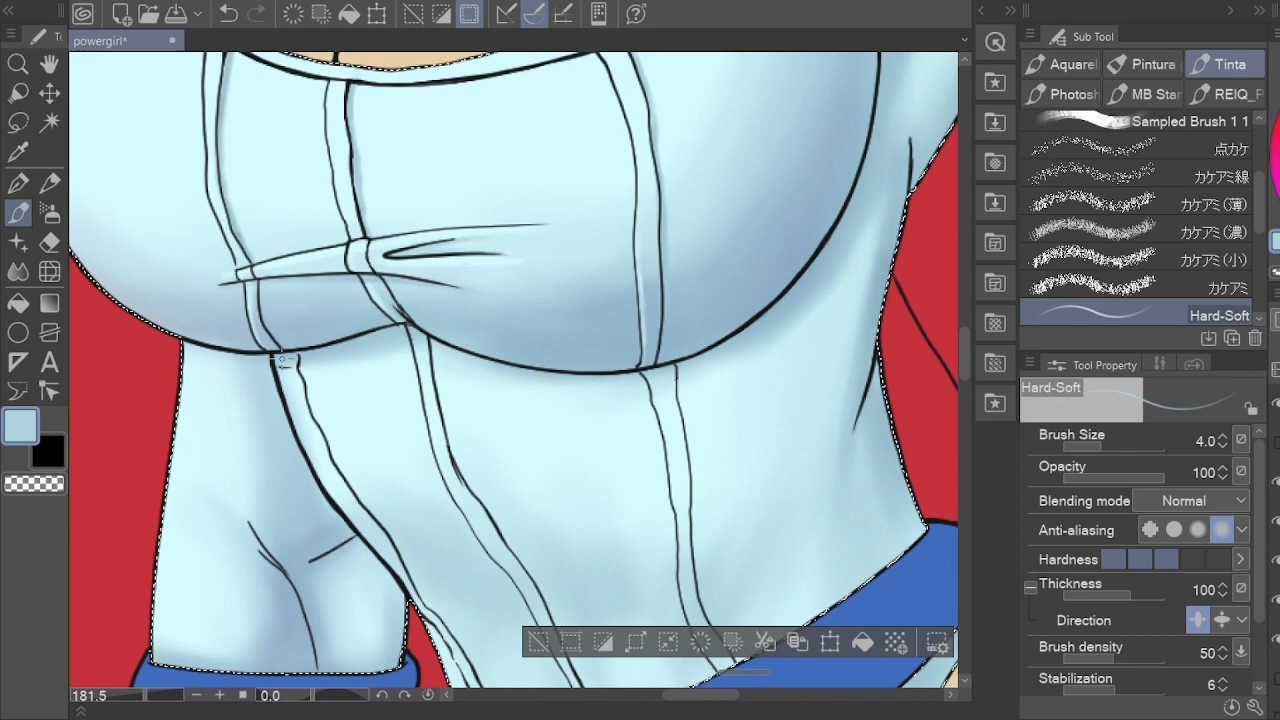 Sub Tool
powergirl*
Aquarel
Pintura
Tinta
Photosh
MB Star
REIQ_F
Sampled Brush 1 1
点カケ
カケアミ線
カケアミ(薄)
カケアミ(濃)
カケアミ(小)
カケアミ
Hard-Soft
Tool Property
Hard-Soft
Brush Size
4.0
Opacity
100
Blending mode
Normal
Anti-aliasing
Hardness
Thickness
100
Direction
Brush density
50
Stabilization
6
181.5
0.0